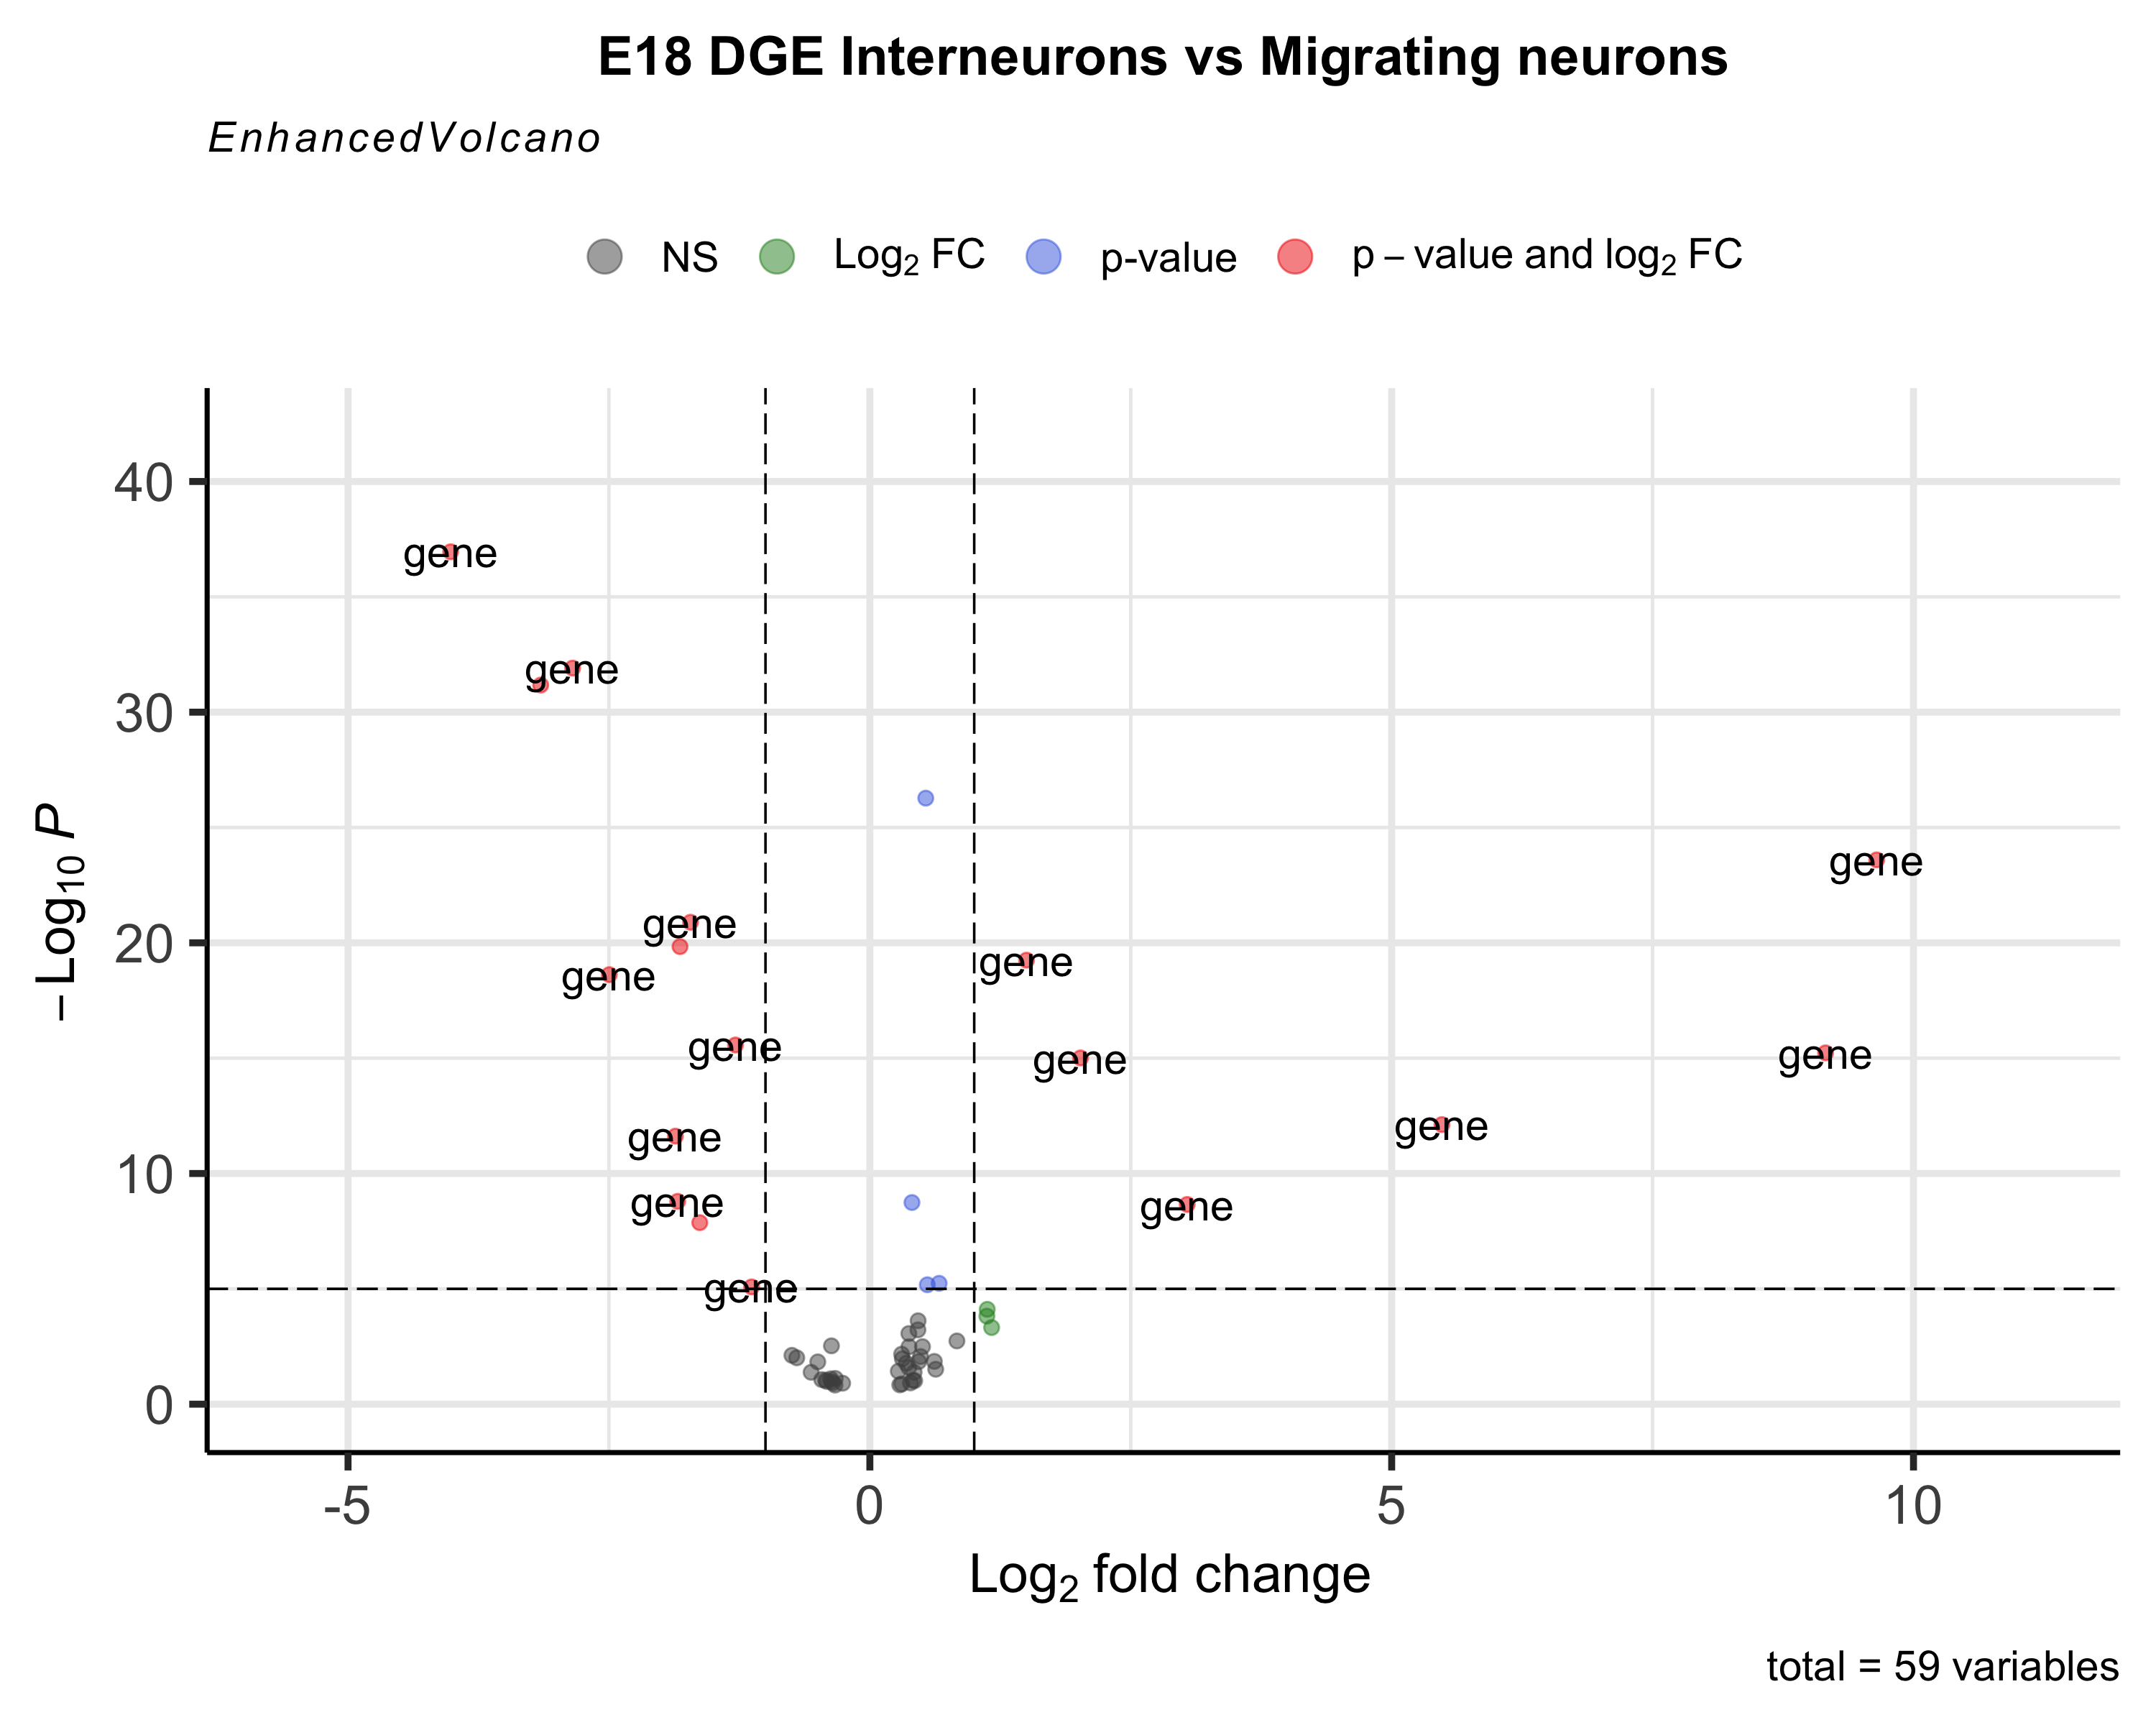 E18 DGE Interneurons vs Migrating neurons
EnhancedVolcano
NS Log2 FC p-value p – value and log2 FC
40
gene
gene
30
gene
gene
20
gene
gene
gene
gene
gene
gene
gene
10
gene
gene
gene
0
– Log10 P
-5 0 5 10
Log2 fold change
total = 59 variables